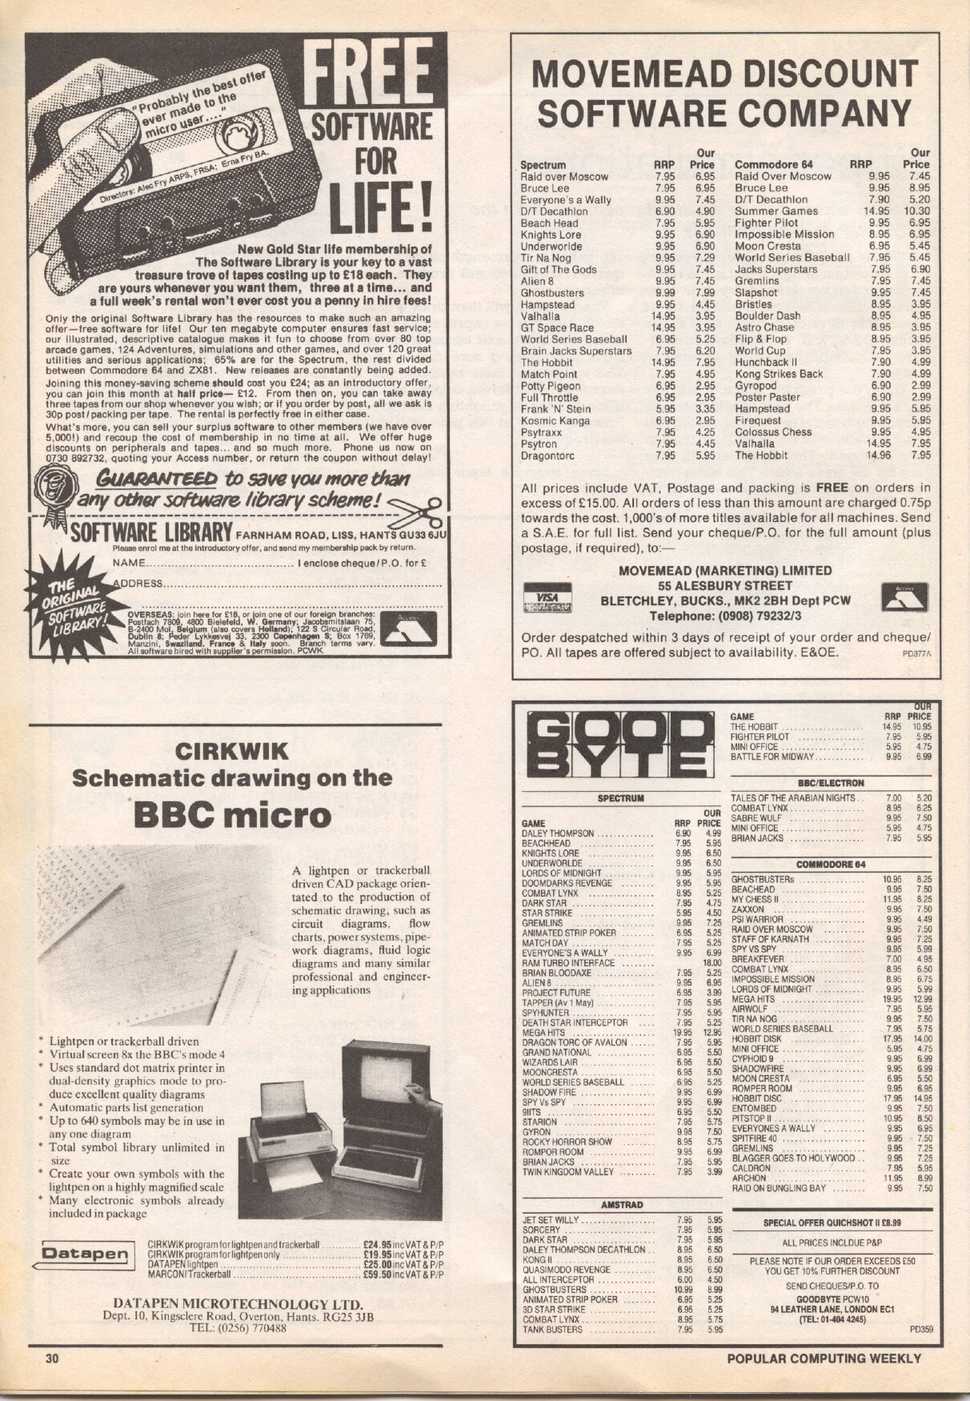 "Probably the best offer
ever made to the
micro user...."
Directors: Alec Fry ARPS, FRSA: Erna Fry BA.
FREE
SOFTWARE
FOR
LIFE!
New Gold Star life membership of
The Software Library is your key to a vast
treasure trove of tapes costing up to £18 each. They
are yours whenever you want them, three at a time... and
a full week's rental won't ever cost you a penny in hire fees!
Only the original Software Library has the resources to make such an amazing
offer—free software for life! Our ten megabyte computer ensures fast service;
our illustrated, descriptive catalogue makes it fun to choose from over 80 top
arcade games, 124 Adventures, simulations and other games, and over 120 great
utilities and serious applications; 65% are for the Spectrum, the rest divided
between Commodore 64 and ZX81. New releases are constantly being added.
Joining this money-saving scheme should cost you £24; as an introductory offer,
you can join this month at half price— £12. From then on, you can take away
three tapes from our shop whenever you wish; or if you order by post, all we ask is
30p post/packing per tape. The rental is perfectly free in either case.
What's more, you can sell your surplus software to other members (we have over
5,000!) and recoup the cost of membership in no time at all. We offer huge
discounts on peripherals and tapes... and so much more. Phone us now on
0730 892732, quoting your Access number, or return the coupon without delay!
GUARANTEED to save you more than
any other software library scheme!
SOFTWARE LIBRARY FARNHAM ROAD, LISS, HANTS GU33 6JU
Please enrol me at the introductory offer, and send my membership pack by return.
NAME.................................... I enclose cheque/P.O. for £
ADDRESS....................................
THE
ORIGINAL
SOFTWARE
LIBRARY!
OVERSEAS: join here for £18, or join one of our foreign branches:
Postfach 7809, 4800 Bielefeld, W. Germany; Jacobsmitslaan 75,
B-2400 Mol, Belgium (also covers Holland); 122 S Circular Road,
Dublin 8; Peder Lykkesvej 33, 2300 Copenhagen S; Box 1769,
Manzini, Swaziland. France & Italy soon. Branch terms vary.
All software hired with supplier's permission. PCWK
MOVEMEAD DISCOUNT
SOFTWARE COMPANY
Spectrum RRP Our Price
Raid over Moscow 7.95 6.95
Bruce Lee 7.95 6.95
Everyone's a Wally 9.95 7.45
D/T Decathlon 6.90 4.90
Beach Head 7.95 5.95
Knights Lore 9.95 6.90
Underworlde 9.95 6.90
Tir Na Nog 9.95 7.29
Gift of The Gods 9.95 7.45
Alien 8 9.95 7.45
Ghostbusters 9.99 7.99
Hampstead 9.95 4.45
Valhalla 14.95 3.95
GT Space Race 14.95 3.95
World Series Baseball 6.95 5.25
Brain Jacks Superstars 7.95 6.20
The Hobbit 14.95 7.95
Match Point 7.95 4.95
Potty Pigeon 6.95 2.95
Full Throttle 6.95 2.95
Frank 'N' Stein 5.95 3.35
Kosmic Kanga 6.95 2.95
Psytraxx 7.95 4.25
Psytron 7.95 4.45
Dragontorc 7.95 5.95
Commodore 64 RRP Our Price
Raid Over Moscow 9.95 7.45
Bruce Lee 9.95 8.95
D/T Decathlon 7.90 5.20
Summer Games 14.95 10.30
Fighter Pilot 9.95 6.95
Impossible Mission 8.95 6.95
Moon Cresta 6.95 5.45
World Series Baseball 7.95 5.45
Jacks Superstars 7.95 6.90
Gremlins 7.95 7.45
Slapshot 9.95 7.45
Bristles 8.95 3.95
Boulder Dash 8.95 4.95
Astro Chase 8.95 3.95
Flip & Flop 8.95 3.95
World Cup 7.95 3.95
Hunchback II 7.90 4.99
Kong Strikes Back 7.90 4.99
Gyropod 6.90 2.99
Poster Paster 6.90 2.99
Hampstead 9.95 5.95
Firequest 9.95 5.95
Colossus Chess 9.95 4.95
Valhalla 14.95 7.95
The Hobbit 14.96 7.95
All prices include VAT, Postage and packing is FREE on orders in
excess of £15.00. All orders of less than this amount are charged 0.75p
towards the cost. 1,000's of more titles available for all machines. Send
a S.A.E. for full list. Send your cheque/P.O. for the full amount (plus
postage, if required), to:—
MOVEMEAD (MARKETING) LIMITED
55 ALESBURY STREET
BLETCHLEY, BUCKS., MK2 2BH Dept PCW
Telephone: (0908) 79232/3
VISA
Order despatched within 3 days of receipt of your order and cheque/
PO. All tapes are offered subject to availability. E&OE. PD377A
CIRKWIK
Schematic drawing on the
BBC micro
A lightpen or trackerball
driven CAD package orien-
tated to the production of
schematic drawing, such as
circuit diagrams, flow
charts, power systems, pipe-
work diagrams, fluid logic
diagrams and many similar
professional and engineer-
ing applications
* Lightpen or trackerball driven
* Virtual screen 8x the BBC's mode 4
* Uses standard dot matrix printer in
dual-density graphics mode to pro-
duce excellent quality diagrams
* Automatic parts list generation
* Up to 640 symbols may be in use in
any one diagram
* Total symbol library unlimited in
size
* Create your own symbols with the
lightpen on a highly magnified scale
* Many electronic symbols already
included in package
Datapen
CIRKWIK program for lightpen and trackerball ........... £24.95 inc VAT & P/P
CIRKWIK program for lightpen only ........... £19.95 inc VAT & P/P
DATAPEN lightpen ........... £25.00 inc VAT & P/P
MARCONI Trackerball ........... £59.50 inc VAT & P/P
DATAPEN MICROTECHNOLOGY LTD.
Dept. 10, Kingsclere Road, Overton, Hants. RG25 3JB
TEL: (0256) 770488
GOOD
BYTE
SPECTRUM
GAME RRP OUR PRICE
DALEY THOMPSON 6.90 4.99
BEACHHEAD 7.95 5.95
KNIGHTS LORE 9.95 6.50
UNDERWORLDE 9.95 6.50
LORDS OF MIDNIGHT 9.95 5.95
DOOMDARKS REVENGE 9.95 5.95
COMBAT LYNX 8.95 5.25
DARK STAR 7.95 4.75
STAR STRIKE 5.95 4.50
GREMLINS 9.95 7.25
ANIMATED STRIP POKER 6.95 5.25
MATCH DAY 7.95 5.25
EVERYONE'S A WALLY 9.95 6.99
RAM TURBO INTERFACE 18.00
BRIAN BLOODAXE 7.95 5.25
ALIEN 8 9.95 6.95
PROJECT FUTURE 6.95 3.99
TAPPER (Av 1 May) 7.95 5.95
SPYHUNTER 7.95 5.95
DEATH STAR INTERCEPTOR 7.95 5.25
MEGA HITS 19.95 12.95
DRAGON TORC OF AVALON 7.95 5.95
GRAND NATIONAL 6.95 5.50
WIZARDS LAIR 6.95 5.50
MOONCRESTA 6.95 5.50
WORLD SERIES BASEBALL 6.95 5.25
SHADOW FIRE 9.95 6.99
SPY Vs SPY 9.95 6.99
9IITS 6.95 5.50
STARION 7.95 5.75
GYRON 9.95 7.50
ROCKY HORROR SHOW 8.95 5.75
ROMPOR ROOM 9.95 6.95
BRIAN JACKS 7.95 5.95
TWIN KINGDOM VALLEY 7.95 3.99
AMSTRAD
JET SET WILLY 7.95 5.95
SORCERY 7.95 5.95
DARK STAR 7.95 5.95
DALEY THOMPSON DECATHLON 8.95 6.50
KONG II 8.95 6.50
QUASIMODO REVENGE 8.95 6.50
ALL INTERCEPTOR 6.00 4.50
GHOSTBUSTERS 10.99 8.99
ANIMATED STRIP POKER 6.95 5.25
3D STAR STRIKE 6.95 5.25
COMBAT LYNX 8.95 5.75
TANK BUSTERS 7.95 5.95
GAME RRP OUR PRICE
THE HOBBIT 14.95 10.95
FIGHTER PILOT 7.95 5.95
MINI OFFICE 5.95 4.75
BATTLE FOR MIDWAY 9.95 6.99
BBC/ELECTRON
TALES OF THE ARABIAN NIGHTS 7.00 5.20
COMBAT LYNX 8.95 6.25
SABRE WULF 9.95 7.50
MINI OFFICE 5.95 4.75
BRIAN JACKS 7.95 5.95
COMMODORE 64
GHOSTBUSTERs 10.95 8.25
BEACHEAD 9.95 7.50
MY CHESS II 11.95 8.25
ZAXXON 9.95 7.50
PSI WARRIOR 9.95 4.49
RAID OVER MOSCOW 9.95 7.50
STAFF OF KARNATH 9.95 7.25
SPY VS SPY 9.95 5.99
BREAKFEVER 7.00 4.95
COMBAT LYNX 8.95 6.50
IMPOSSIBLE MISSION 8.95 6.75
LORDS OF MIDNIGHT 9.95 5.99
MEGA HITS 19.95 12.99
AIRWOLF 7.95 5.95
TIR NA NOG 9.95 7.50
WORLD SERIES BASEBALL 7.95 5.75
HOBBIT DISK 17.95 14.00
MINI OFFICE 5.95 4.75
CYPHOID 9 9.95 6.99
SHADOWFIRE 9.95 6.99
MOON CRESTA 6.95 5.50
ROMPER ROOM 9.95 6.95
HOBBIT DISC 17.95 14.95
ENTOMBED 9.95 7.50
PITSTOP II 10.95 8.50
EVERYONES A WALLY 9.95 6.95
SPITFIRE 40 9.95 7.50
GREMLINS 9.95 7.25
BLAGGER GOES TO HOLYWOOD 9.95 7.25
CALDRON 7.95 5.95
ARCHON 11.95 8.99
RAID ON BUNGLING BAY 9.95 7.50
SPECIAL OFFER QUICHSHOT II £8.99
ALL PRICES INCLDUE P&P
PLEASE NOTE IF OUR ORDER EXCEEDS £50
YOU GET 10% FURTHER DISCOUNT
SEND CHEQUES/P.O. TO
GOODBYTE PCW10
94 LEATHER LANE, LONDON EC1
(TEL: 01-404 4245)
PD359
30
POPULAR COMPUTING WEEKLY